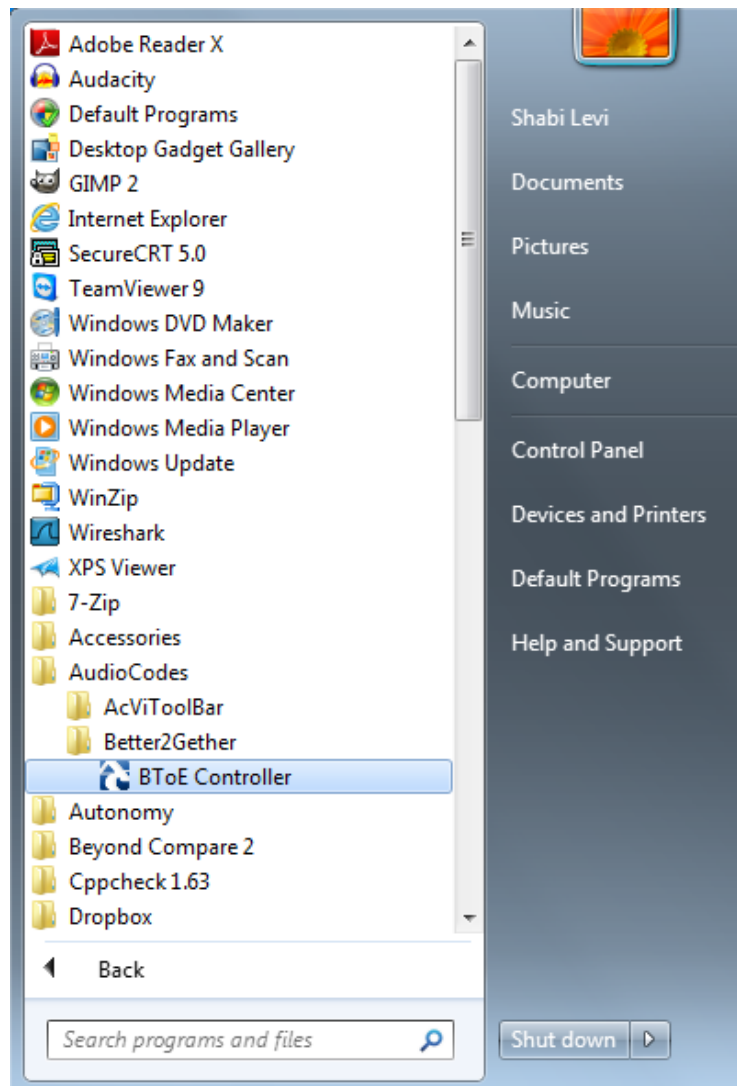 Adobe Reader X
Audacity
Default Programs
Desktop Gadget Gallery
GIMP 2
Internet Explorer
SecureCRT 5.0
TeamViewer 9
Windows DVD Maker
Windows Fax and Scan
Windows Media Center
Windows Media Player
Windows Update
WinZip
Wireshark
XPS Viewer
7-Zip
Accessories
AudioCodes
AcViToolBar
Better2Gether
BToE Controller
Autonomy
Beyond Compare 2
Cppcheck 1.63
Dropbox
Back
Search programs and files
Shabi Levi
Documents
Pictures
Music
Computer
Control Panel
Devices and Printers
Default Programs
Help and Support
Shut down